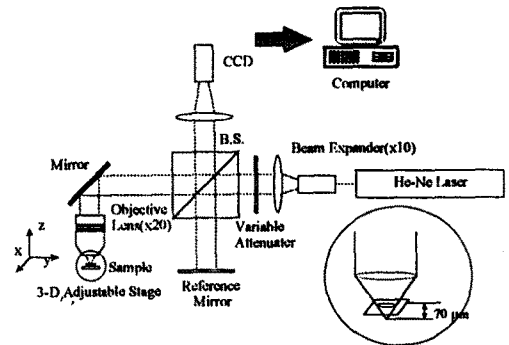 CCD
Computer
B.S.
Beam Expander(x10)
Mirror
He-Ne Laser
Objective
Lens(x20)
Variable
Attenuater
z
x
y
Sample
3-D Adjustable Stage
Reference
Mirror
70 μm